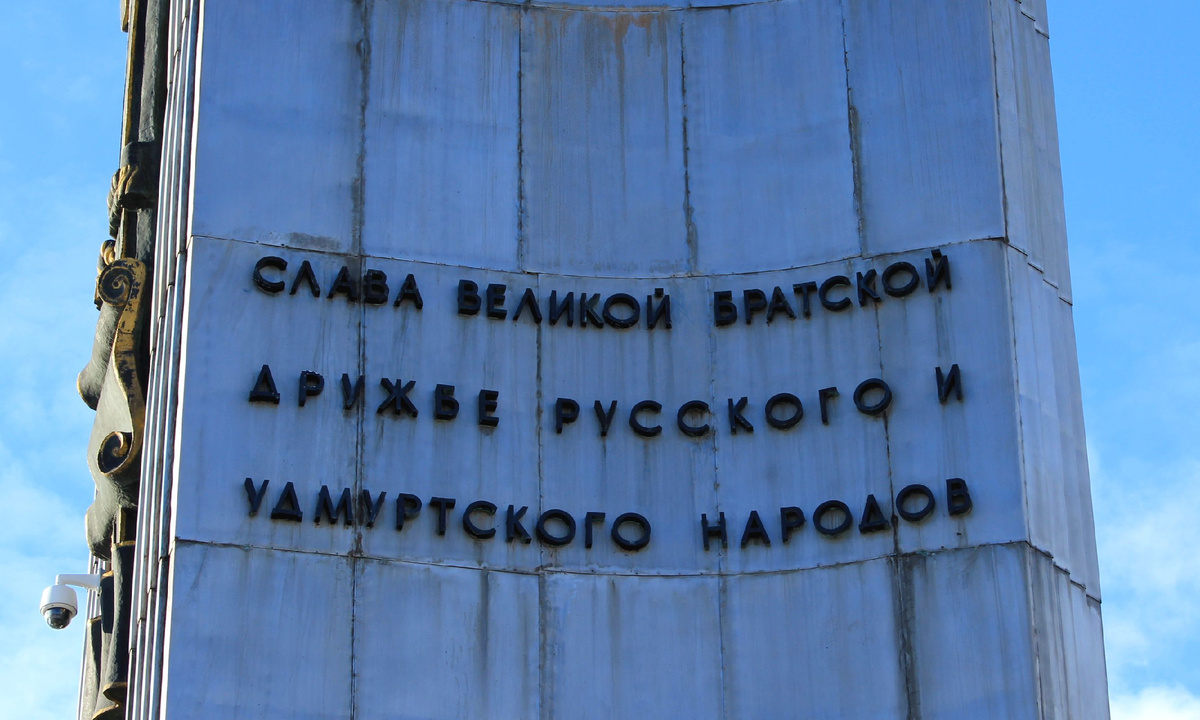 СЛАВА ВЕЛИКОЙ БРАТСКОЙ
ДРУЖБЕ РУССКОГО И
УДМУРТСКОГО НАРОДОВ